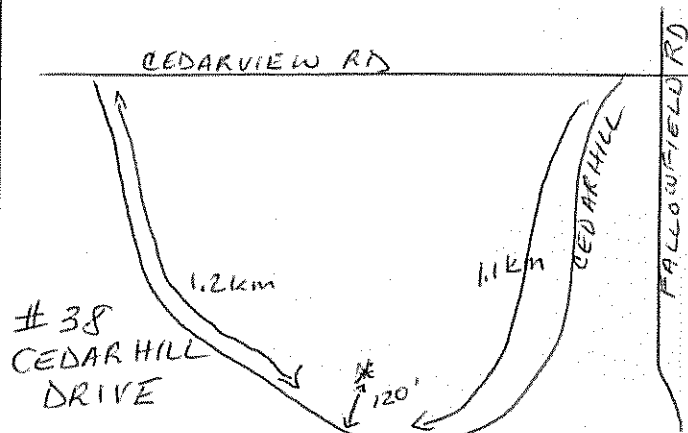 CEDARVIEW RD
FALLOWFIELD RD
CEDARHILL
1.2km
1.1km
# 38
CEDAR HILL
DRIVE
120'